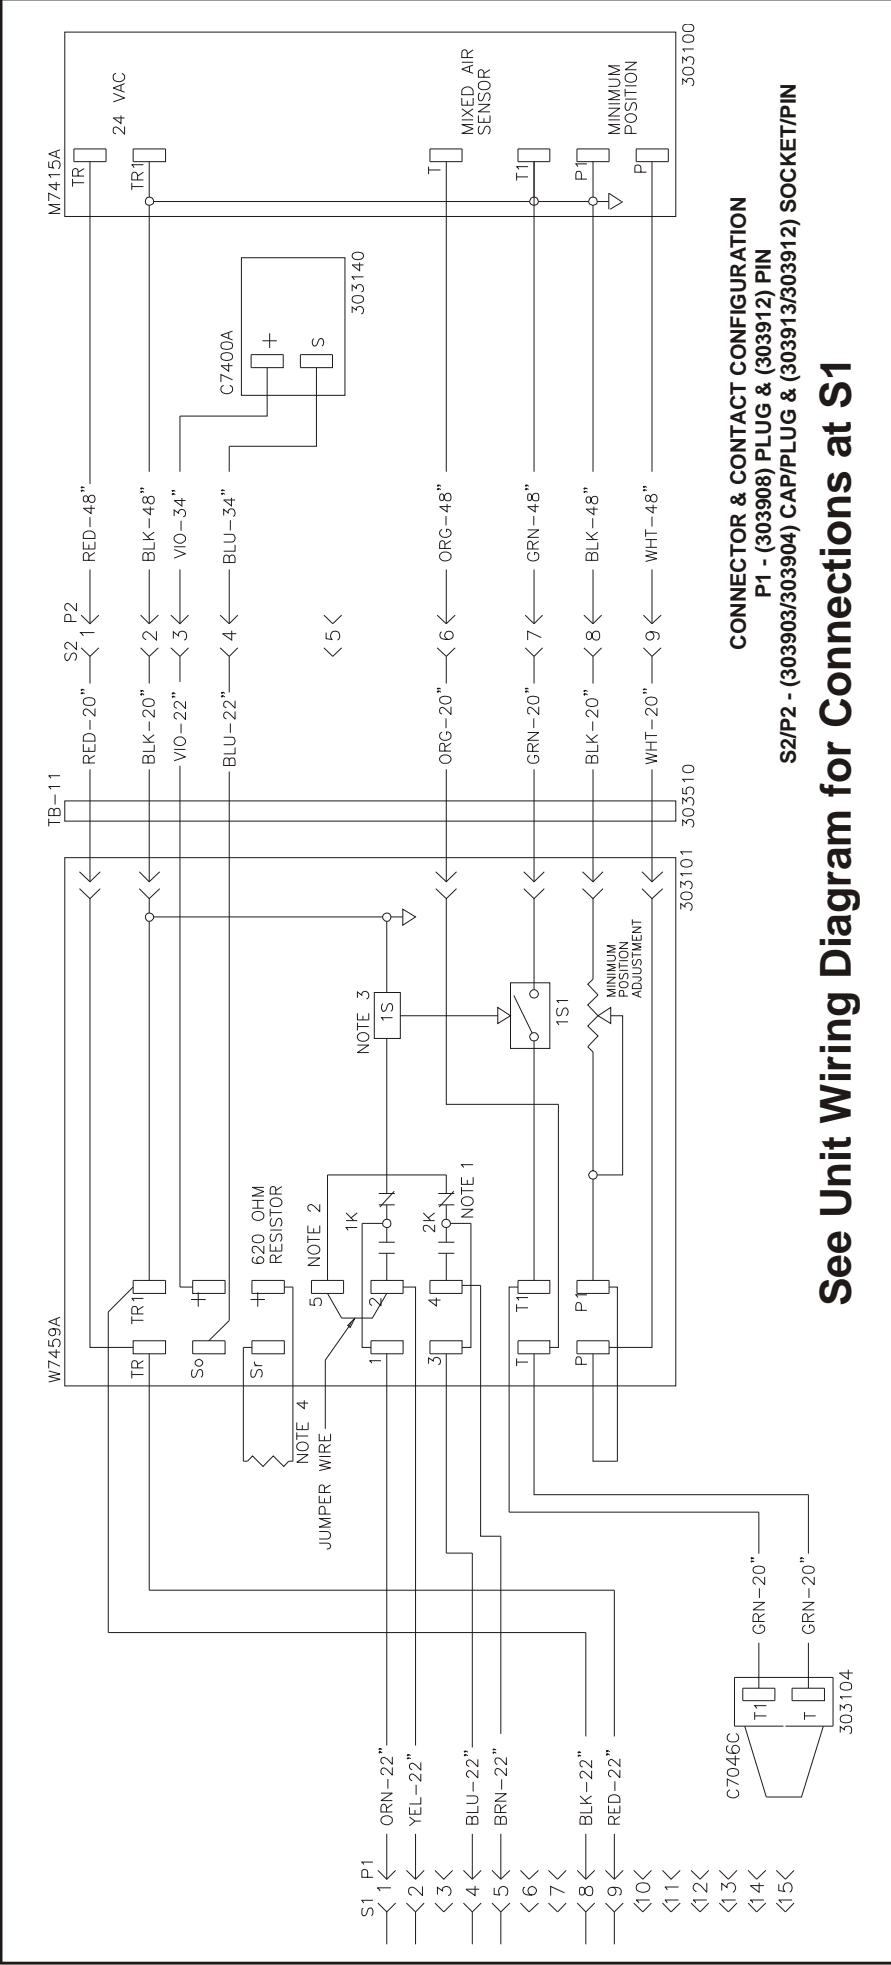 M7415A
TR
24 VAC
TR1
T
MIXED AIR
SENSOR
T1
P1
MINIMUM
POSITION
P
303100
C7400A
+
S
303140
S2 P2
RED-20" 1 RED-48"
BLK-20" 2 BLK-48"
VIO-22" 3 VIO-34"
BLU-22" 4 BLU-34"
5
ORG-20" 6 ORG-48"
GRN-20" 7 GRN-48"
BLK-20" 8 BLK-48"
WHT-20" 9 WHT-48"
TB-11
303510
303101
W7459A
TR
TR1
So
+
Sr
+
620 OHM
RESISTOR
NOTE 4
NOTE 2
5
JUMPER WIRE
1
2
1K
3
4
2K
NOTE 1
NOTE 3
1S
1S1
T
T1
P
P1
MINIMUM
POSITION
ADJUSTMENT
S1 P1
1 ORN-22"
2 YEL-22"
3
4 BLU-22"
5 BRN-22"
6
7
8 BLK-22"
9 RED-22"
10
11
12
13
14
15
C7046C
T1
GRN-20"
T
GRN-20"
303104
CONNECTOR & CONTACT CONFIGURATION
P1 - (303908) PLUG & (303912) PIN
S2/P2 - (303903/303904) CAP/PLUG & (303913/303912) SOCKET/PIN
See Unit Wiring Diagram for Connections at S1